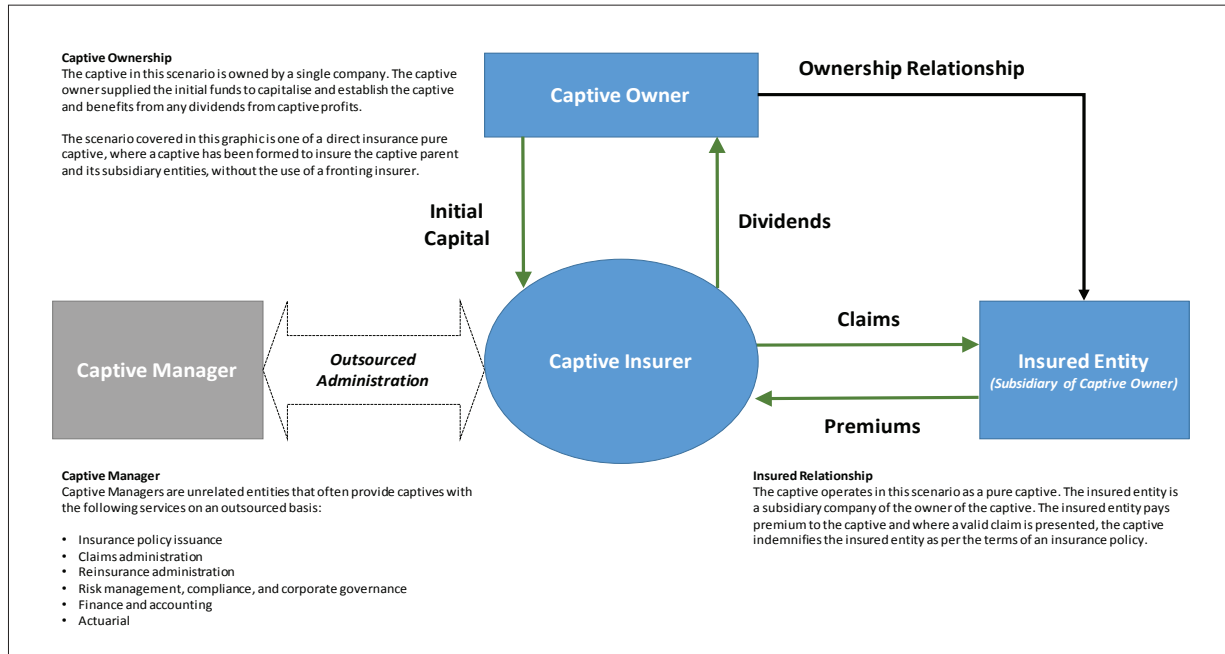 Captive Ownership
The captive in this scenario is owned by a single company. The captive
owner supplied the initial funds to capitalise and establish the captive
and benefits from any dividends from captive profits.
The scenario covered in this graphic is one of a direct insurance pure
captive, where a captive has been formed to insure the captive parent
and its subsidiary entities, without the use of a fronting insurer.
Captive Owner
Ownership Relationship
Initial
Capital
Dividends
Captive Manager
Outsourced
Administration
Captive Insurer
Claims
Premiums
Insured Entity
(Subsidiary of Captive Owner)
Captive Manager
Captive Managers are unrelated entities that often provide captives with
the following services on an outsourced basis:
• Insurance policy issuance
• Claims administration
• Reinsurance administration
• Risk management, compliance, and corporate governance
• Finance and accounting
• Actuarial
Insured Relationship
The captive operates in this scenario as a pure captive. The insured entity is
a subsidiary company of the owner of the captive. The insured entity pays
premium to the captive and where a valid claim is presented, the captive
indemnifies the insured entity as per the terms of an insurance policy.